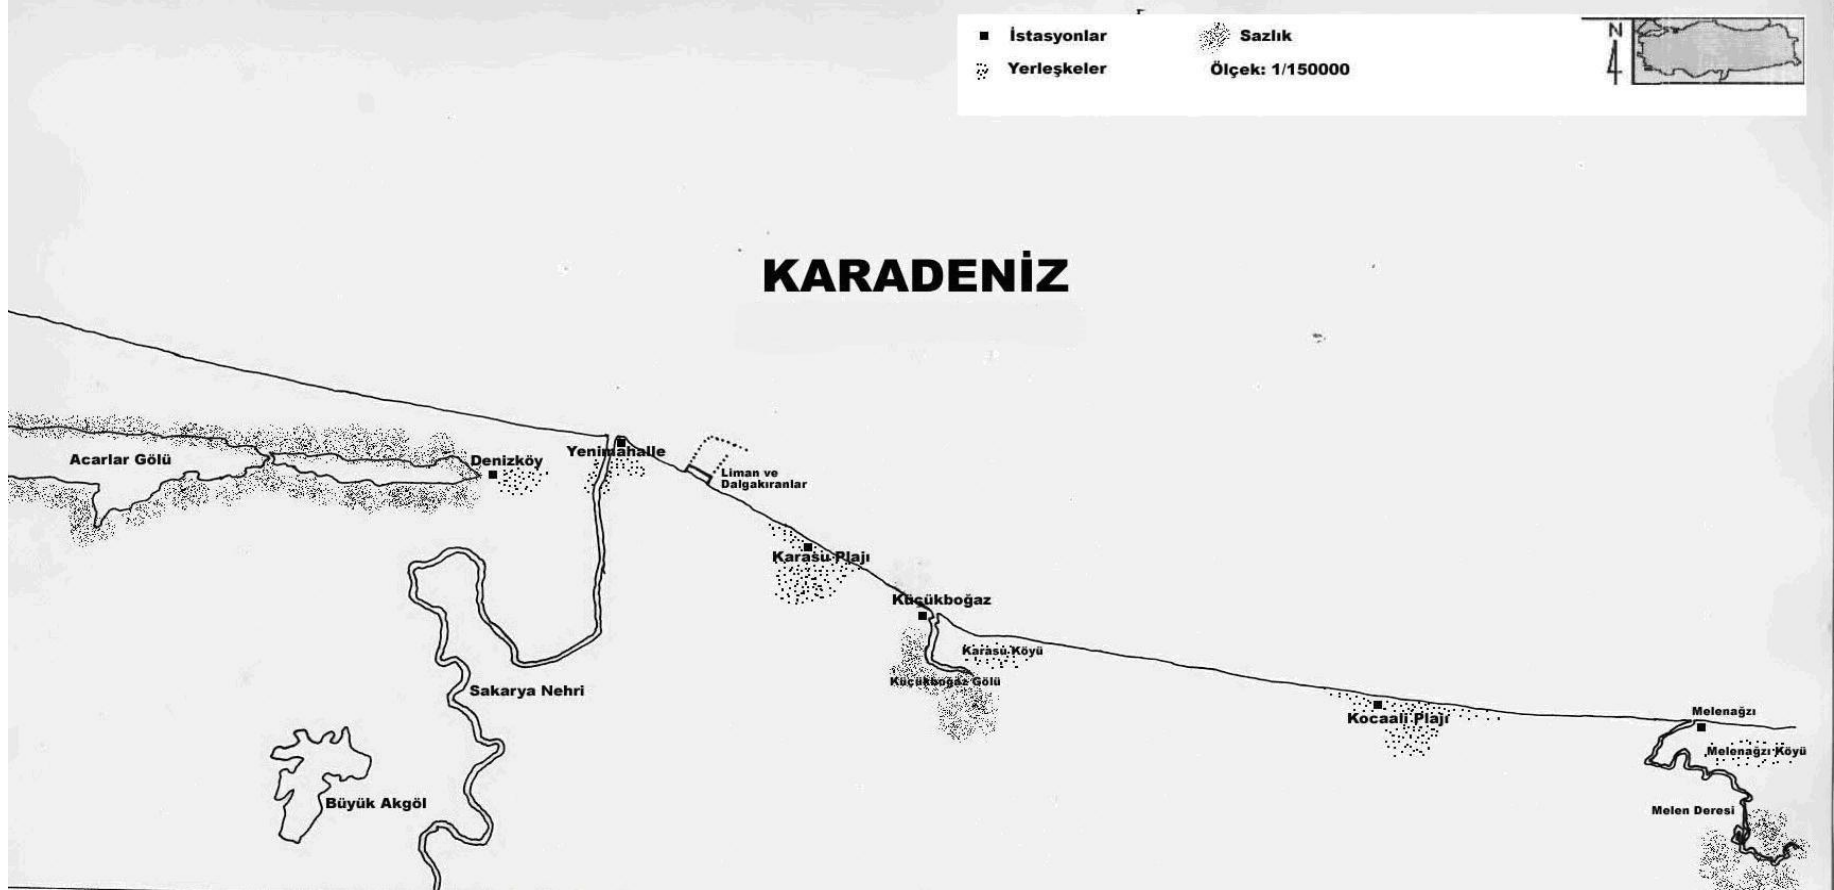 İstasyonlar
Sazlık
Yerleşkeler
Ölçek: 1/150000
N
KARADENİZ
Acarlar Gölü
Denizköy
Yenimahalle
Liman ve
Dalgakıranlar
Karasu Plajı
Küçükboğaz
Karasu Köyü
Küçükboğaz Gölü
Sakarya Nehri
Büyük Akgöl
Kocaali Plajı
Melenağzı
Melenağzı Köyü
Melen Deresi